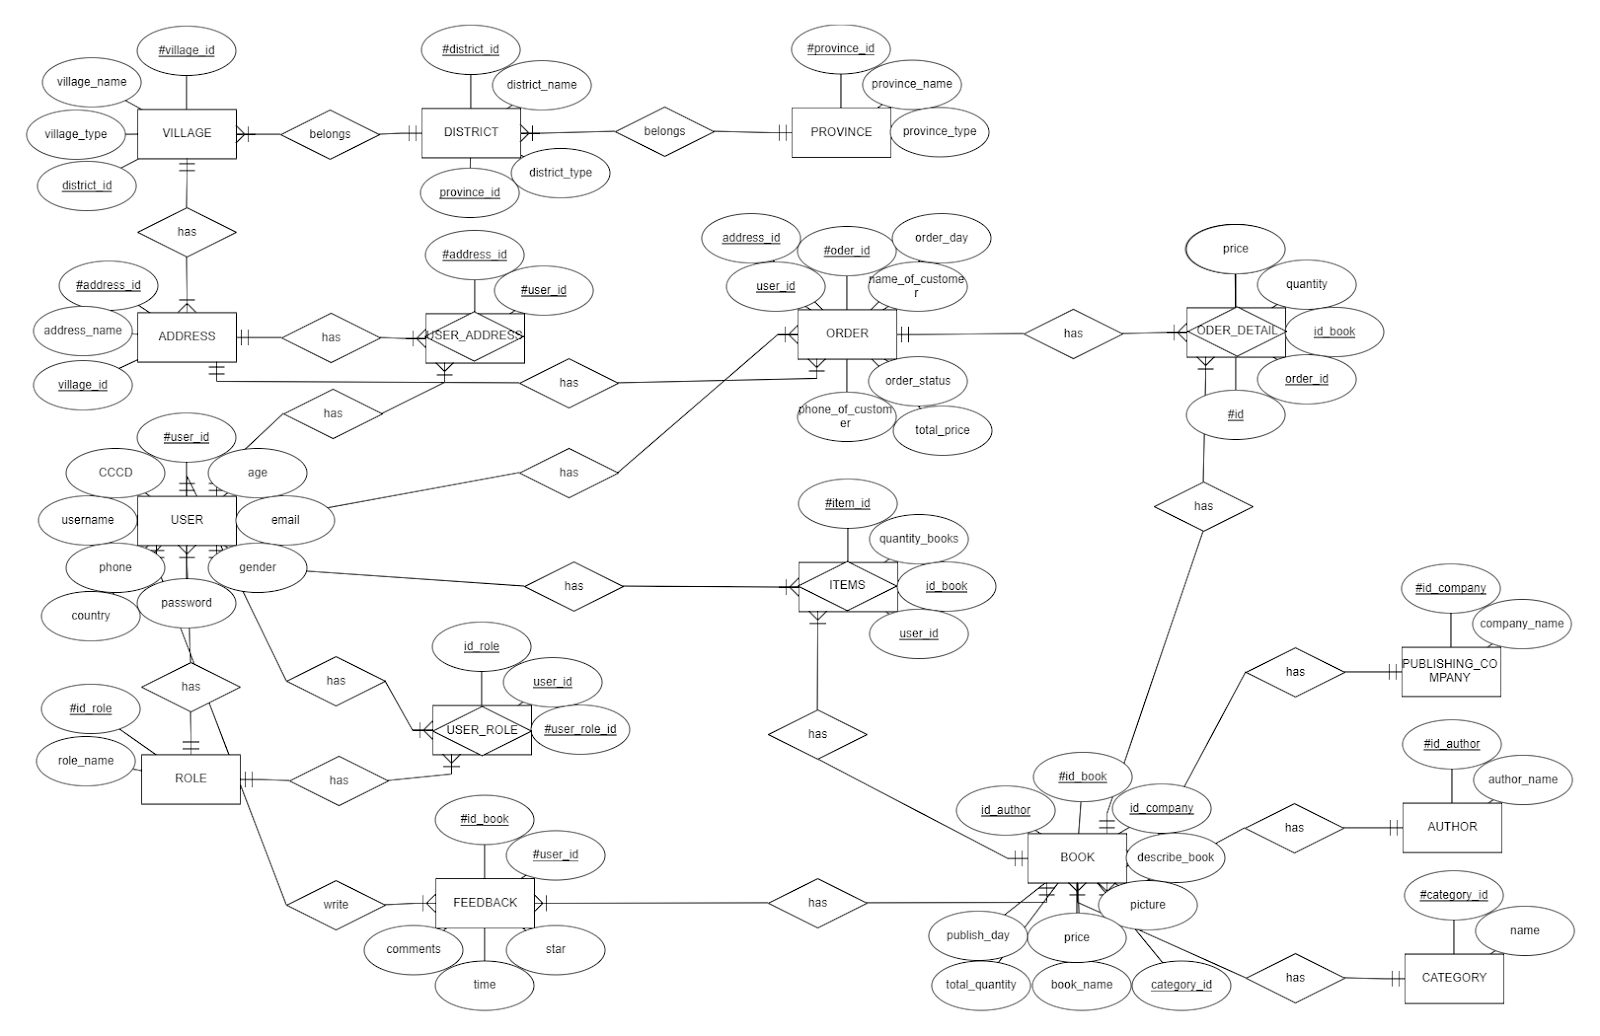 #village_id
village_name
village_type
district_id
VILLAGE
belongs
#district_id
district_name
DISTRICT
district_type
province_id
belongs
#province_id
province_name
PROVINCE
province_type
has
#address_id
address_name
ADDRESS
village_id
has
#address_id
#user_id
USER_ADDRESS
has
has
address_id
#oder_id
order_day
user_id
name_of_custome
r
ORDER
order_status
phone_of_custom
er
total_price
has
price
quantity
ODER_DETAIL
id_book
order_id
#id
has
#user_id
CCCD
age
username
USER
email
phone
gender
country
password
has
has
#item_id
quantity_books
ITEMS
id_book
user_id
has
has
#id_role
role_name
ROLE
has
id_role
user_id
USER_ROLE
#user_role_id
has
write
#id_book
#user_id
FEEDBACK
comments
star
time
has
#id_book
id_author
id_company
BOOK
describe_book
picture
publish_day
price
total_quantity
book_name
category_id
has
#id_company
company_name
PUBLISHING_CO
MPANY
has
#id_author
author_name
AUTHOR
has
#category_id
name
CATEGORY